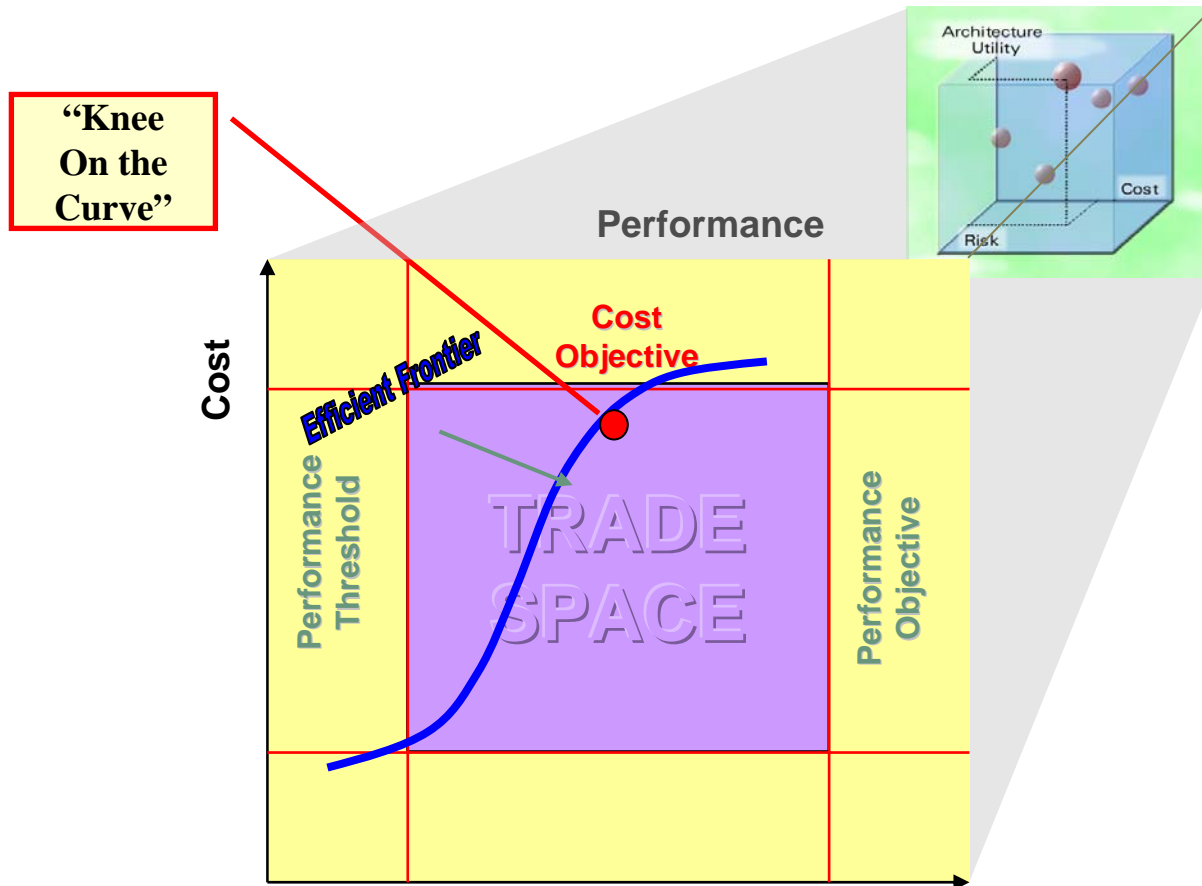 Architecture
Utility
Cost
Risk
“Knee
On the
Curve”
Performance
Cost
Cost
Objective
Efficient Frontier
Performance
Threshold
TRADE
SPACE
Performance
Objective